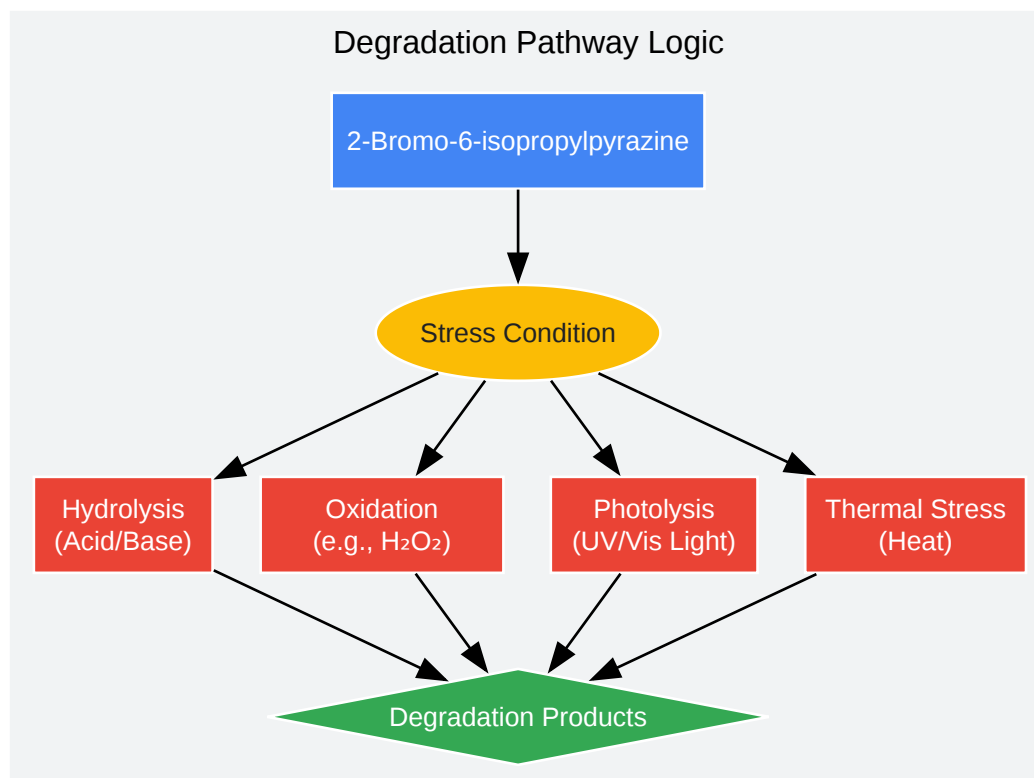 Degradation Pathway Logic
2-Bromo-6-isopropylpyrazine
Stress Condition
Hydrolysis
(Acid/Base)
Oxidation
(e.g., H₂O₂)
Photolysis
(UV/Vis Light)
Thermal Stress
(Heat)
Degradation Products